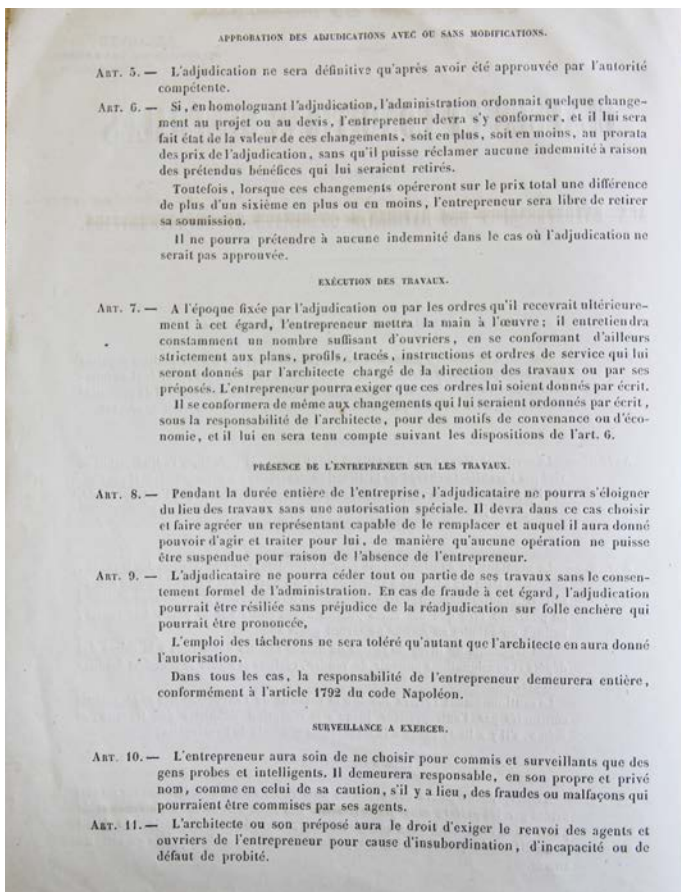 APPROBATION DES ADJUDICATIONS AVEC OU SANS MODIFICATIONS.
ART. 5. — L'adjudication ne sera définitive qu'après avoir été approuvée par l'autorité
compétente.
ART. 6. — Si, en homologuant l'adjudication, l'administration ordonnait quelque change-
ment au projet ou au devis, l'entrepreneur devra s'y conformer, et il lui sera
fait état de la valeur de ces changements, soit en plus, soit en moins, au prorata
des prix de l'adjudication, sans qu'il puisse réclamer aucune indemnité à raison
des prétendus bénéfices qui lui seraient retirés.
Toutefois, lorsque ces changements opéreront sur le prix total une différence
de plus d'un sixième en plus ou en moins, l'entrepreneur sera libre de retirer
sa soumission.
Il ne pourra prétendre à aucune indemnité dans le cas où l'adjudication ne
serait pas approuvée.
EXÉCUTION DES TRAVAUX.
ART. 7. — A l'époque fixée par l'adjudication ou par les ordres qu'il recevrait ultérieure-
ment à cet égard, l'entrepreneur mettra la main à l'œuvre; il entretiendra
constamment un nombre suffisant d'ouvriers, en se conformant d'ailleurs
strictement aux plans, profils, tracés, instructions et ordres de service qui lui
seront donnés par l'architecte chargé de la direction des travaux ou par ses
préposés. L'entrepreneur pourra exiger que ces ordres lui soient donnés par écrit.
Il se conformera de même aux changements qui lui seraient ordonnés par écrit,
sous la responsabilité de l'architecte, pour des motifs de convenance ou d'éco-
nomie, et il lui en sera tenu compte suivant les dispositions de l'art. 6.
PRÉSENCE DE L'ENTREPRENEUR SUR LES TRAVAUX.
ART. 8. — Pendant la durée entière de l'entreprise, l'adjudicataire ne pourra s'éloigner
du lieu des travaux sans une autorisation spéciale. Il devra dans ce cas choisir
et faire agréer un représentant capable de le remplacer et auquel il aura donné
pouvoir d'agir et traiter pour lui, de manière qu'aucune opération ne puisse
être suspendue pour raison de l'absence de l'entrepreneur.
ART. 9. — L'adjudicataire ne pourra céder tout ou partie de ses travaux sans le consen-
tement formel de l'administration. En cas de fraude à cet égard, l'adjudication
pourrait être résiliée sans préjudice de la réadjudication sur folle enchère qui
pourrait être prononcée,
L'emploi des tâcherons ne sera toléré qu'autant que l'architecte en aura donné
l'autorisation.
Dans tous les cas, la responsabilité de l'entrepreneur demeurera entière,
conformément à l'article 1792 du code Napoléon.
SURVEILLANCE A EXERCER.
ART. 10. — L'entrepreneur aura soin de ne choisir pour commis et surveillants que des
gens probes et intelligents. Il demeurera responsable, en son propre et privé
nom, comme en celui de sa caution, s'il y a lieu, des fraudes ou malfaçons qui
pourraient être commises par ses agents.
ART. 11. — L'architecte ou son préposé aura le droit d'exiger le renvoi des agents et
ouvriers de l'entrepreneur pour cause d'insubordination, d'incapacité ou de
défaut de probité.